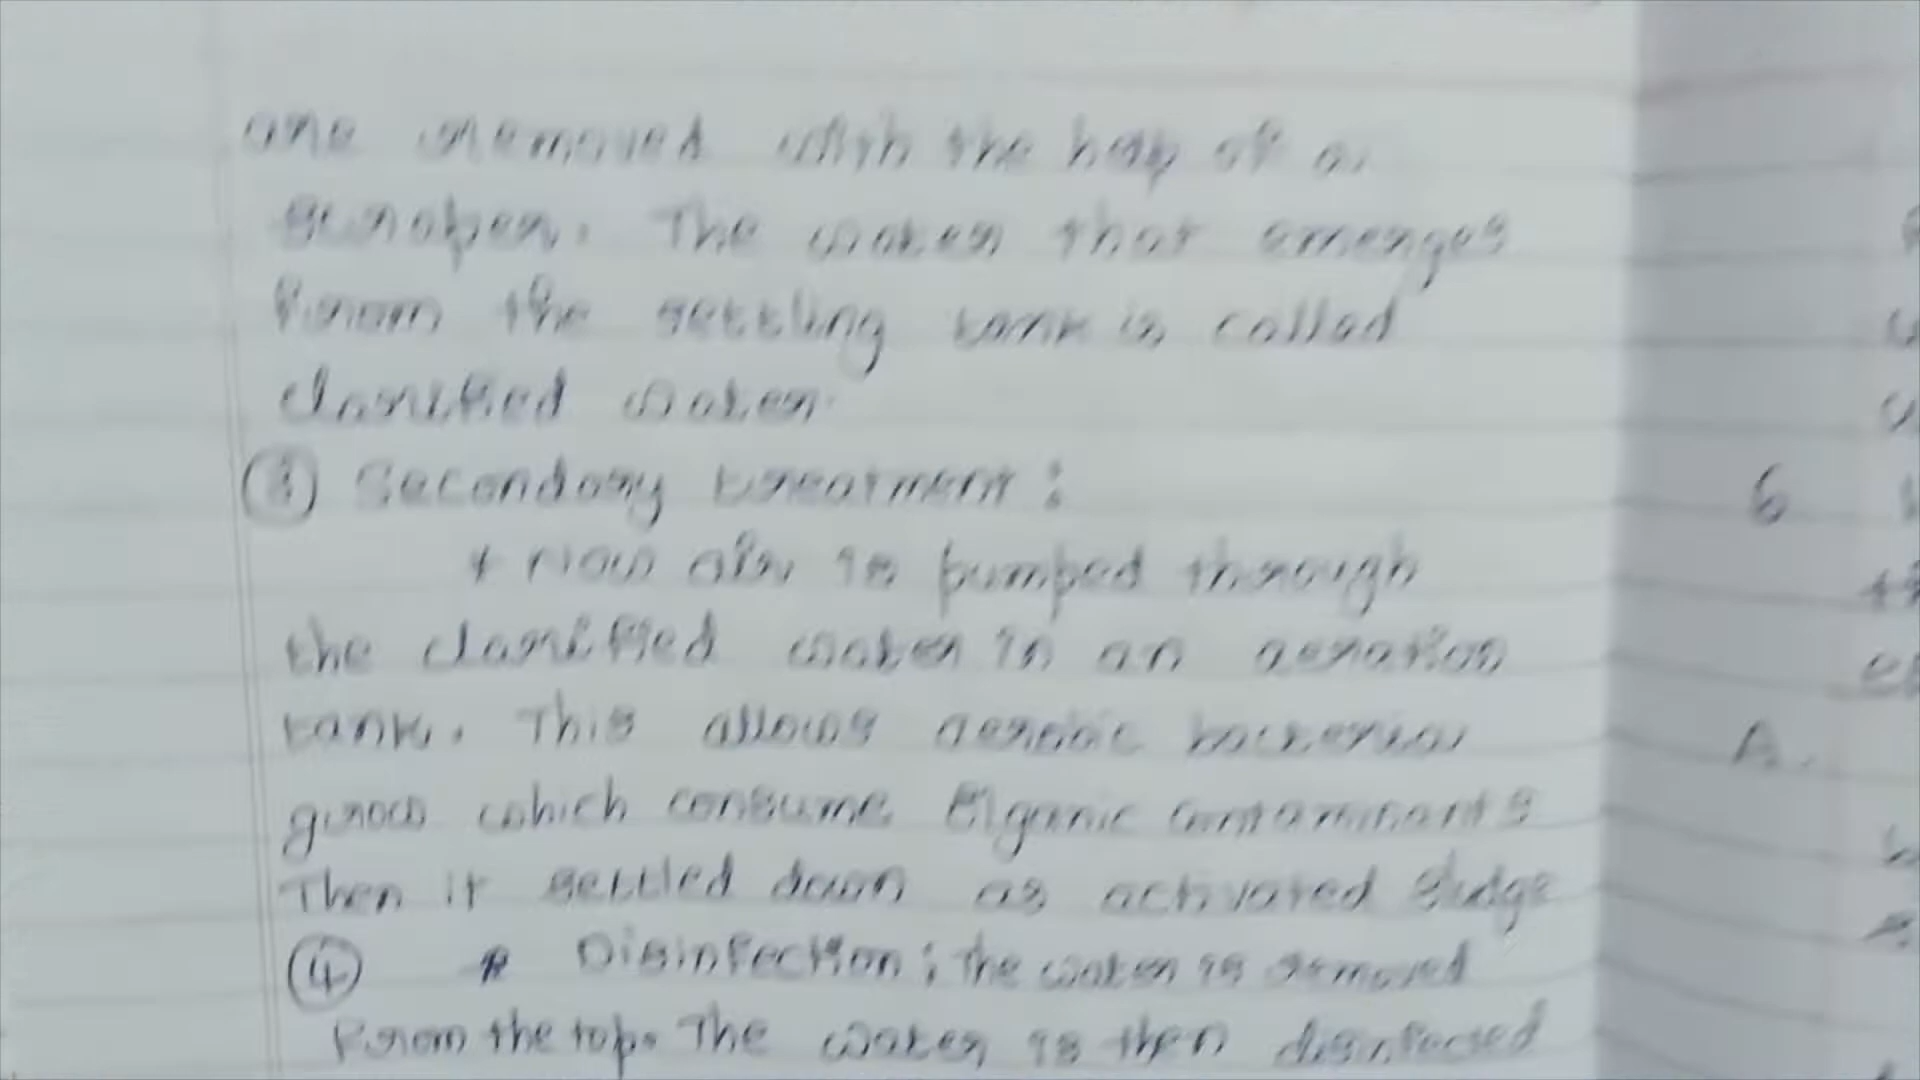 are removed with the help of a
scraper. The water that emerges
from the settling tank is called
clarified water.
③ Secondary treatment:
* Now air is pumped through
the clarified water in an aeration
tank. This allows aerobic bacteria
grow which consume organic contaminants
Then it settled down as activated sludge
④ * Disinfection: the water is removed
from the top. The water is then disinfected
6
A.